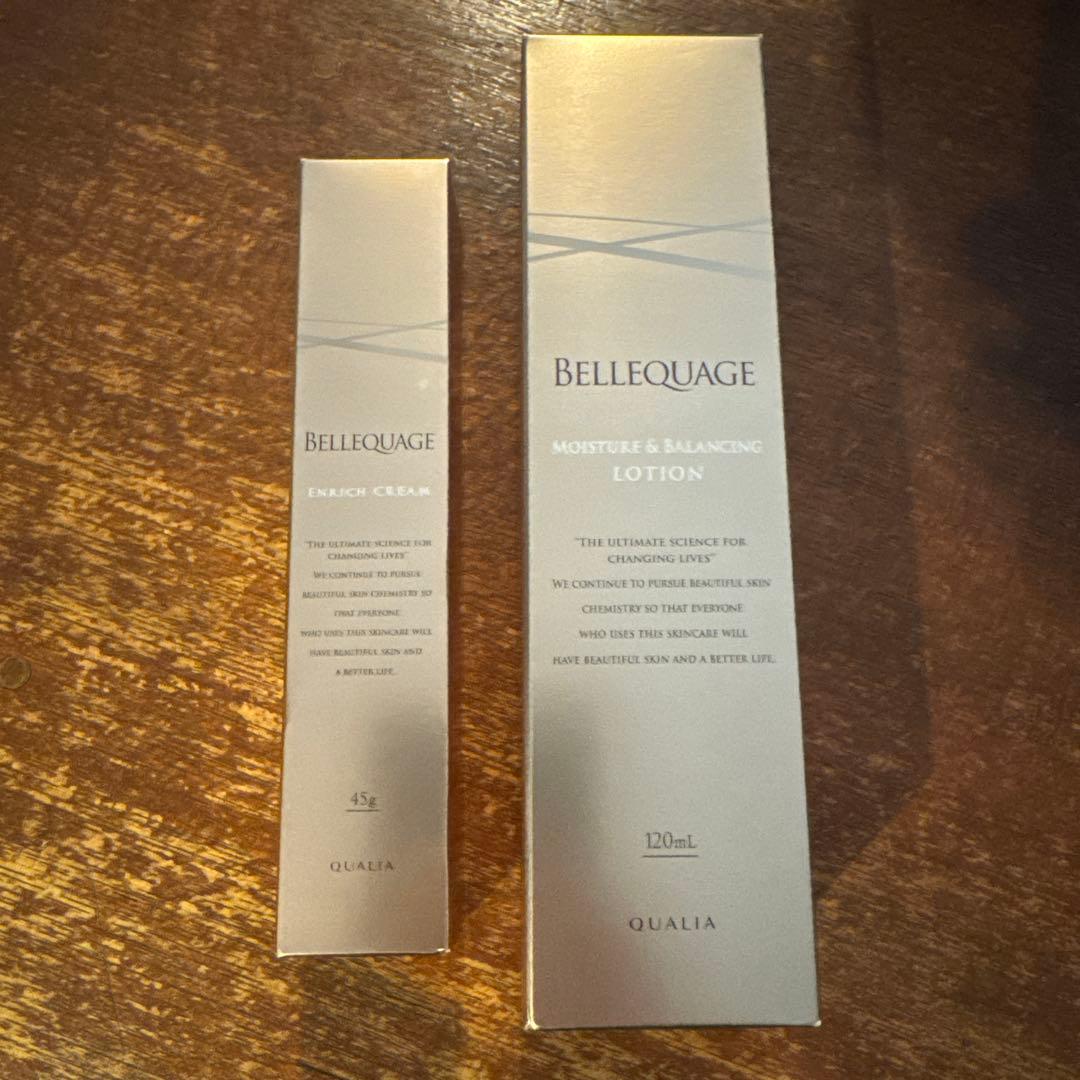 BELLEQUAGE
ENRICH CREAM
"THE ULTIMATE SCIENCE FOR
CHANGING LIVES"
WE CONTINUE TO PURSUE
BEAUTIFUL SKIN CHEMISTRY SO
THAT EVERYONE
WHO USES THIS SKINCARE WILL
HAVE BEAUTIFUL SKIN AND
A BETTER LIFE.
45g
QUALIA
BELLEQUAGE
MOISTURE & BALANCING
LOTION
"THE ULTIMATE SCIENCE FOR
CHANGING LIVES"
WE CONTINUE TO PURSUE BEAUTIFUL SKIN
CHEMISTRY SO THAT EVERYONE
WHO USES THIS SKINCARE WILL
HAVE BEAUTIFUL SKIN AND A BETTER LIFE.
120mL
QUALIA